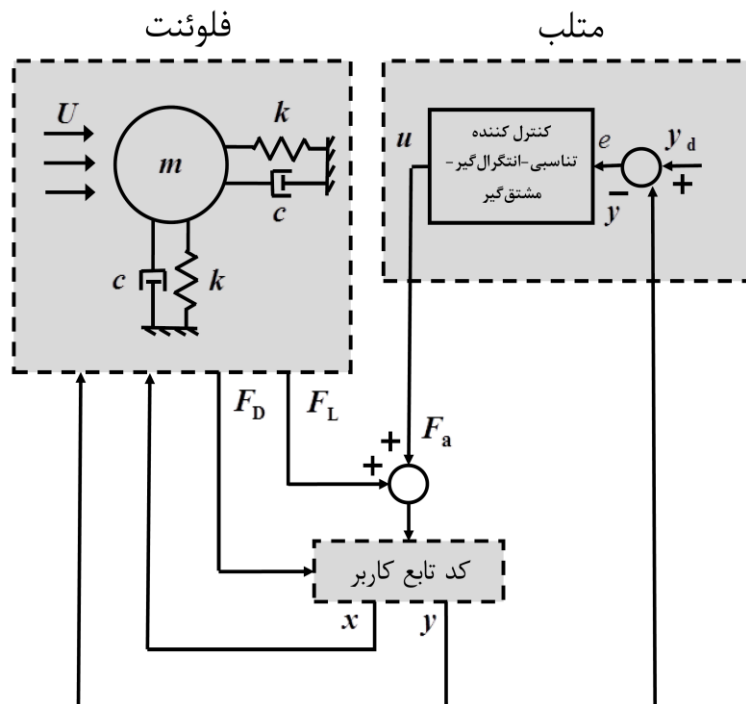 فلوئنت
متلب
U
m
k
c
c
k
u
کنترل کننده
تناسبی-انتگرال‌گیر-
مشتق‌گیر
e
y d
+
−
y
F D
F L
F a
+
+
کد تابع کاربر
x
y